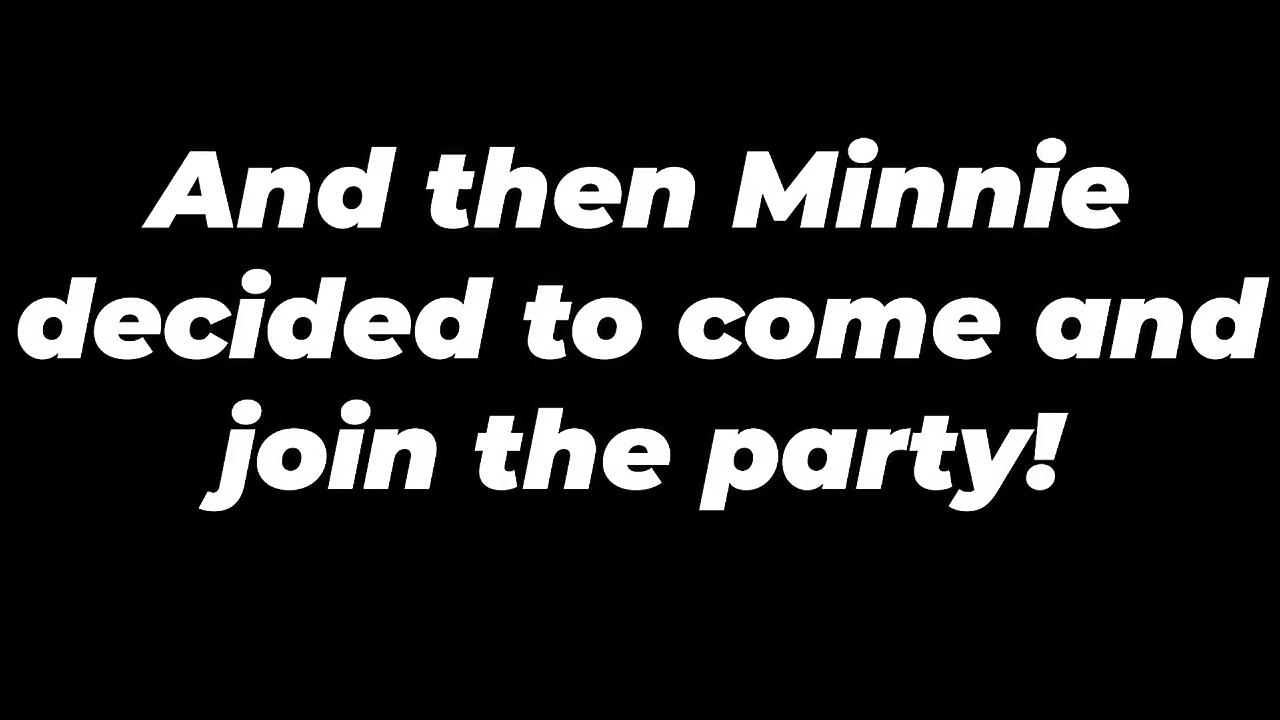 And then Minnie
decided to come and
join the party!